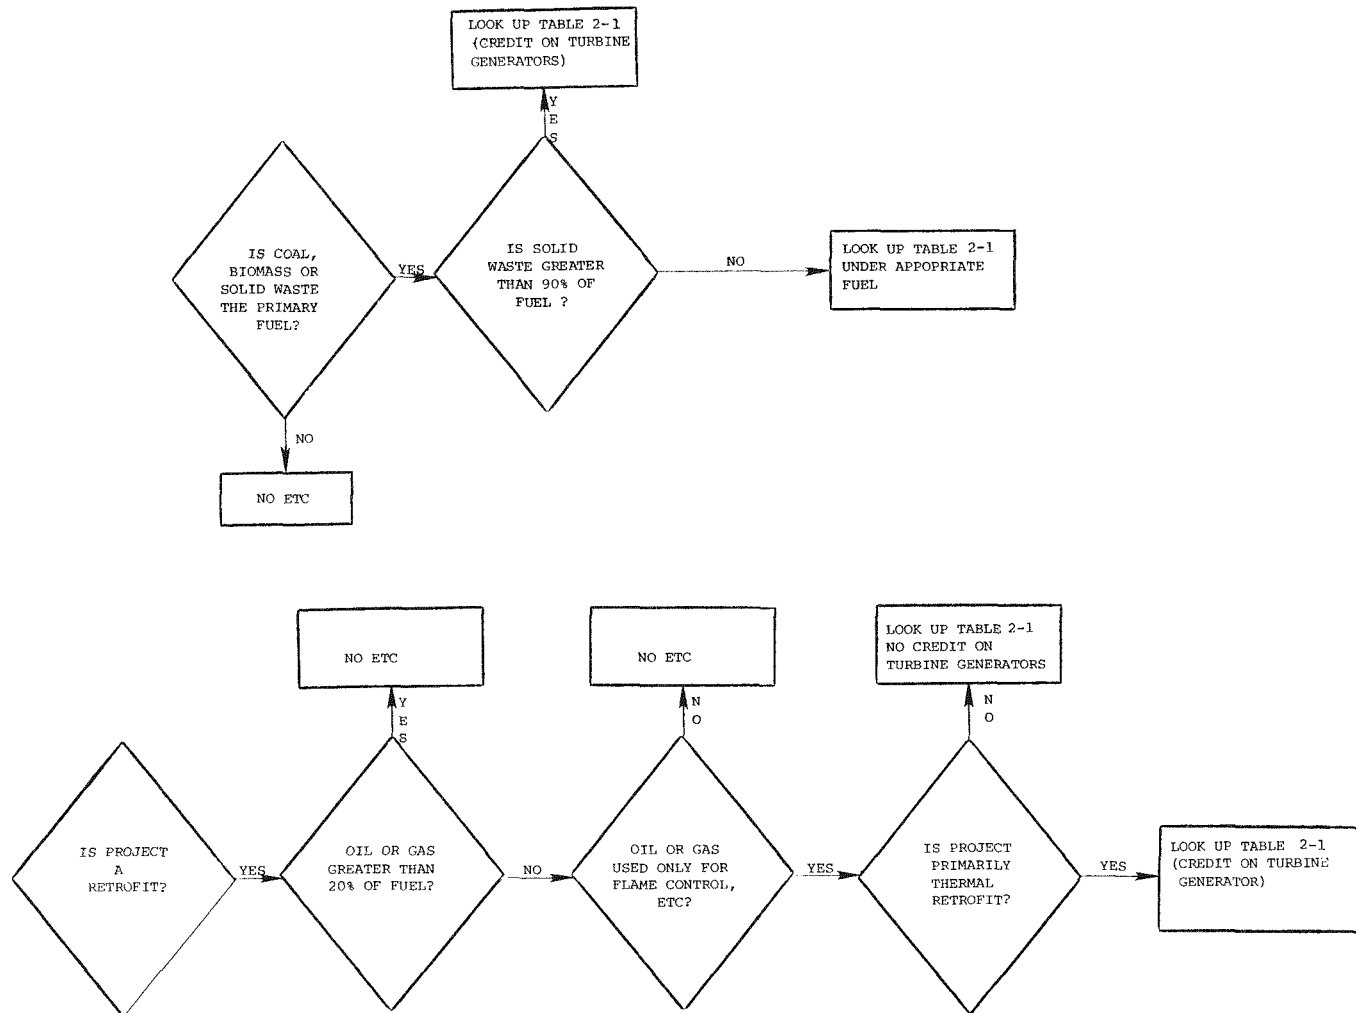 LOOK UP TABLE 2-1
(CREDIT ON TURBINE
GENERATORS)
YES
IS COAL,
BIOMASS OR
SOLID WASTE
THE PRIMARY
FUEL?
YES
IS SOLID
WASTE GREATER
THAN 90% OF
FUEL ?
NO
LOOK UP TABLE 2-1
UNDER APPOPRIATE
FUEL
NO
NO ETC
NO ETC
NO ETC
LOOK UP TABLE 2-1
NO CREDIT ON
TURBINE GENERATORS
YES
NO
NO
IS PROJECT
A
RETROFIT?
YES
OIL OR GAS
GREATER THAN
20% OF FUEL?
NO
OIL OR GAS
USED ONLY FOR
FLAME CONTROL,
ETC?
YES
IS PROJECT
PRIMARILY
THERMAL
RETROFIT?
YES
LOOK UP TABLE 2-1
(CREDIT ON TURBINE
GENERATOR)